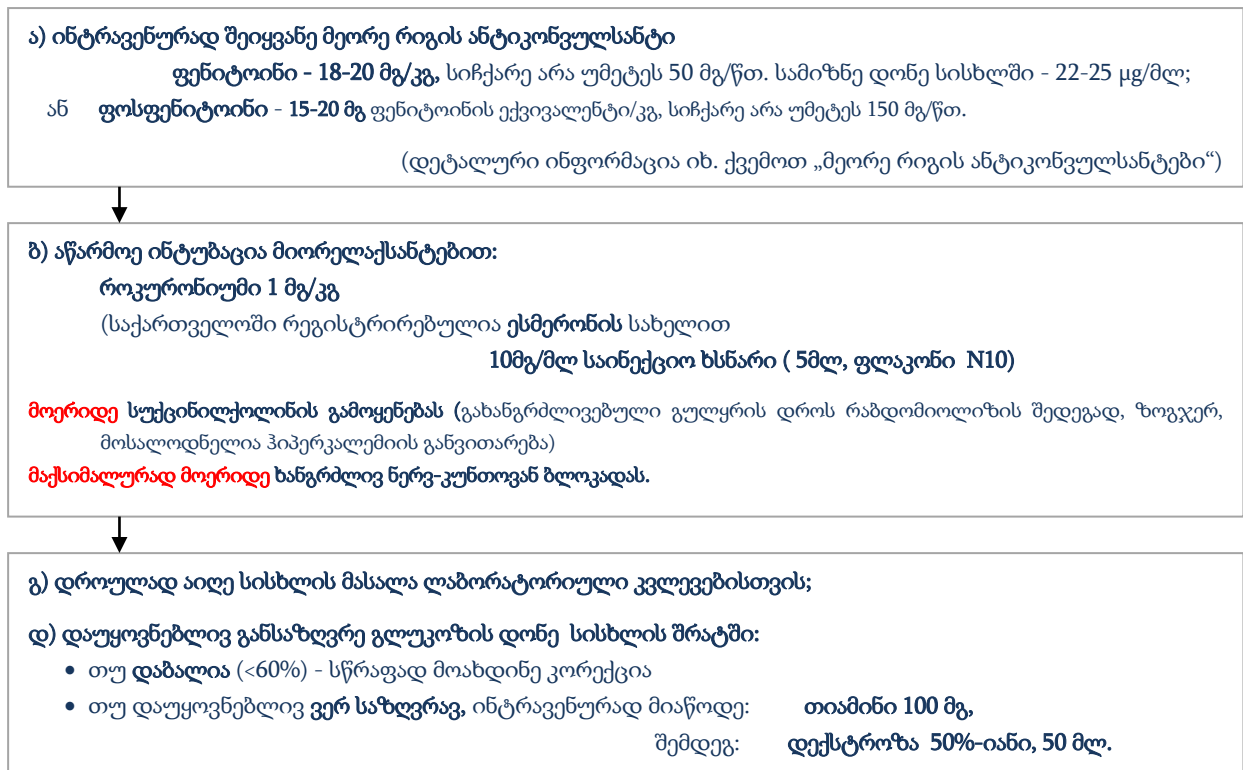 ა) ინტრავენურად შეიყვანე მეორე რიგის ანტიკონვულსანტი
ფენიტოინი - 18-20 მგ/კგ, სიჩქარე არა უმეტეს 50 მგ/წთ. სამიზნე დონე სისხლში - 22-25 μg/მლ;
ან ფოსფენიტოინი - 15-20 მგ ფენიტოინის ექვივალენტი/კგ, სიჩქარე არა უმეტეს 150 მგ/წთ.
(დეტალური ინფორმაცია იხ. ქვემოთ „მეორე რიგის ანტიკონვულსანტები“)
ბ) აწარმოე ინტუბაცია მიორელაქსანტებით:
როკურონიუმი 1 მგ/კგ
(საქართველოში რეგისტრირებულია ესმერონის სახელით
10მგ/მლ საინექციო ხსნარი ( 5მლ, ფლაკონი N10)
მოერიდე სუქცინილქოლინის გამოყენებას (გახანგრძლივებული გულყრის დროს რაბდომიოლიზის შედეგად, ზოგჯერ,
მოსალოდნელია ჰიპერკალემიის განვითარება)
მაქსიმალურად მოერიდე ხანგრძლივ ნერვ-კუნთოვან ბლოკადას.
გ) დროულად აიღე სისხლის მასალა ლაბორატორიული კვლევებისთვის;
დ) დაუყოვნებლივ განსაზღვრე გლუკოზის დონე სისხლის შრატში:
• თუ დაბალია (<60%) - სწრაფად მოახდინე კორექცია
• თუ დაუყოვნებლივ ვერ საზღვრავ, ინტრავენურად მიაწოდე: თიამინი 100 მგ,
შემდეგ: დექსტროზა 50%-იანი, 50 მლ.